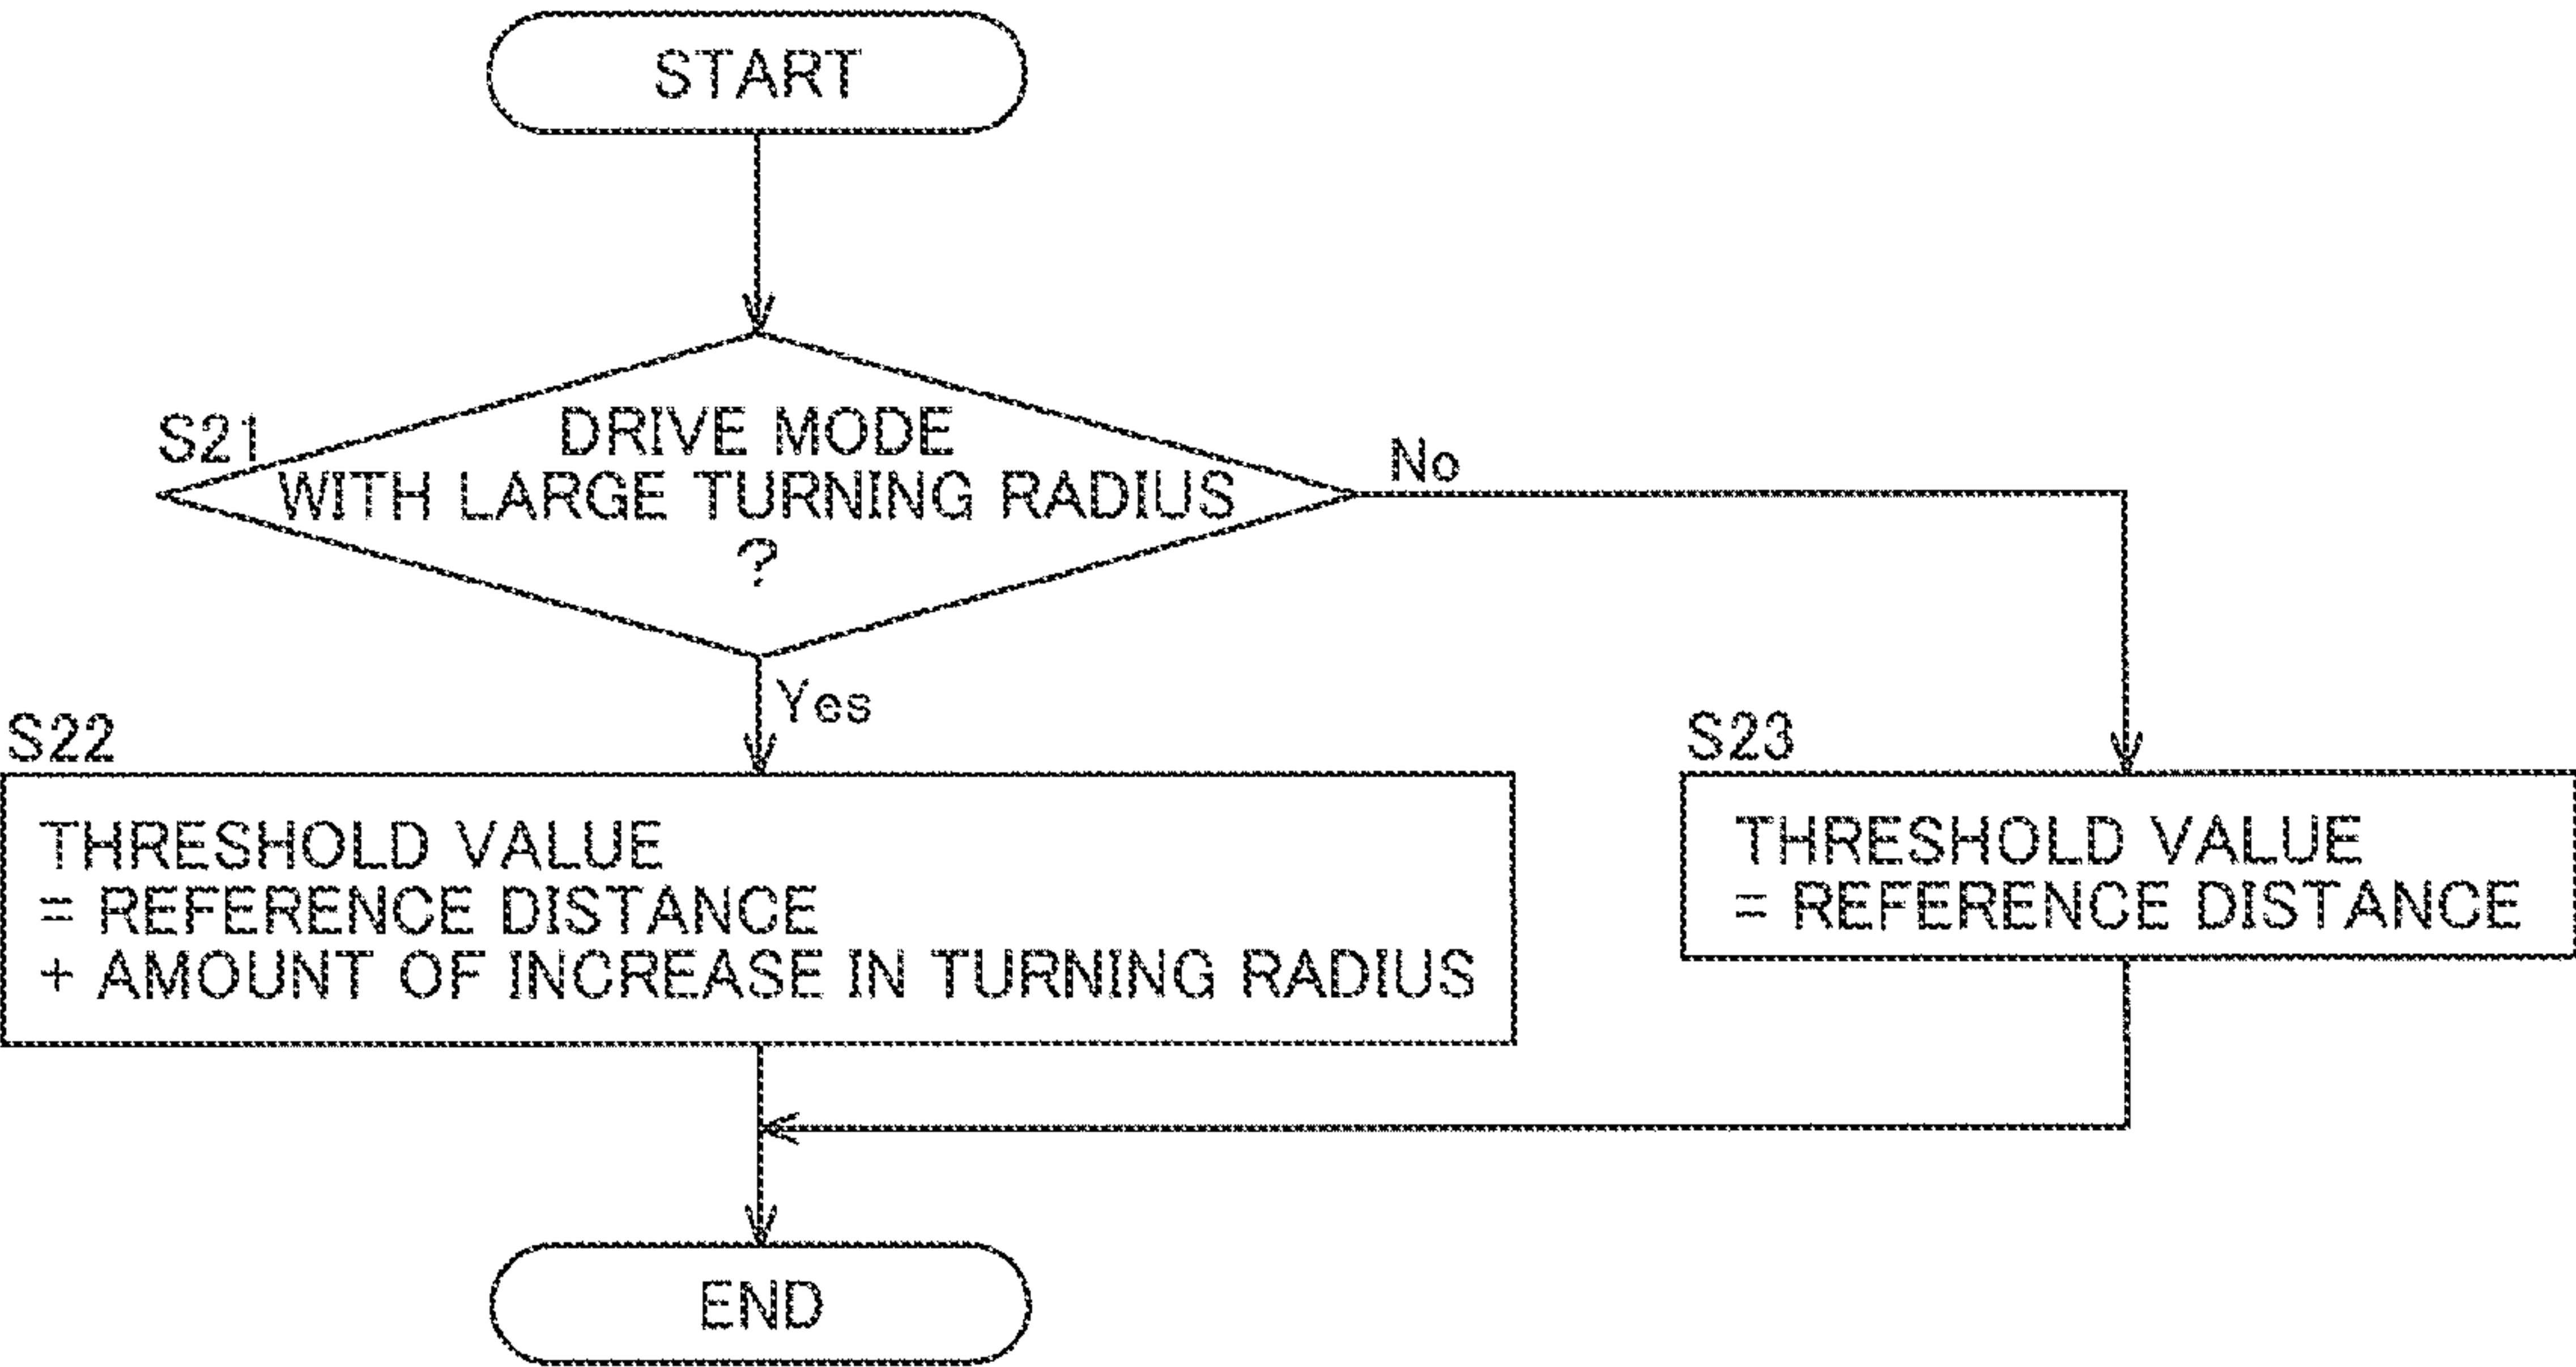 START
S21
DRIVE MODE
WITH LARGE TURNING RADIUS
?
No
Yes
S22
THRESHOLD VALUE
= REFERENCE DISTANCE
+ AMOUNT OF INCREASE IN TURNING RADIUS
S23
THRESHOLD VALUE
= REFERENCE DISTANCE
END